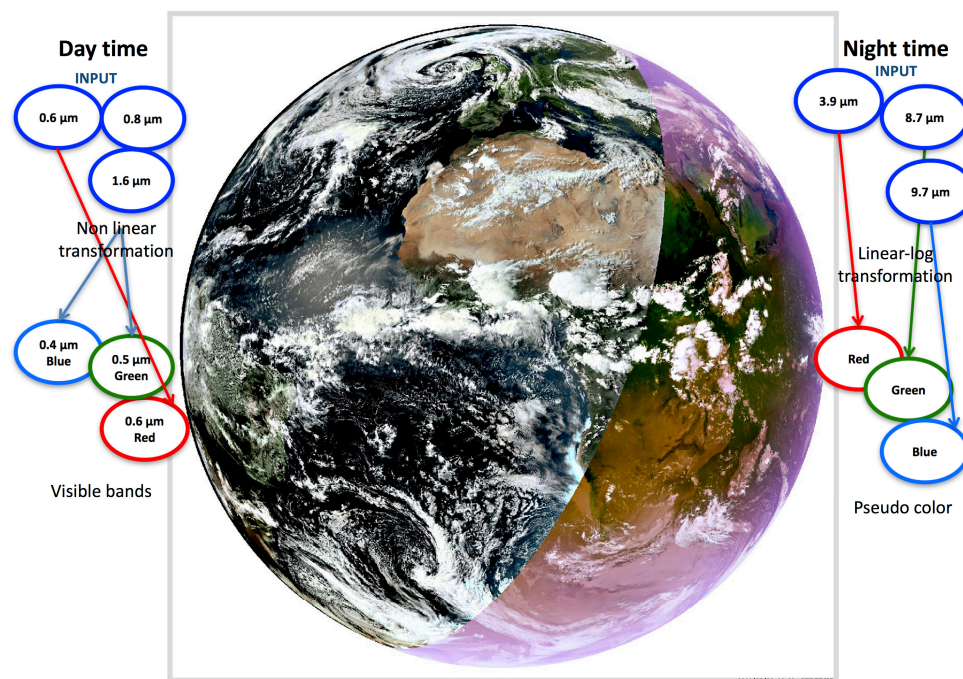 Day time
INPUT
0.6 µm
0.8 µm
1.6 µm
Non linear
transformation
0.4 µm
Blue
0.5 µm
Green
0.6 µm
Red
Visible bands
Night time
INPUT
3.9 µm
8.7 µm
9.7 µm
Linear-log
transformation
Red
Green
Blue
Pseudo color